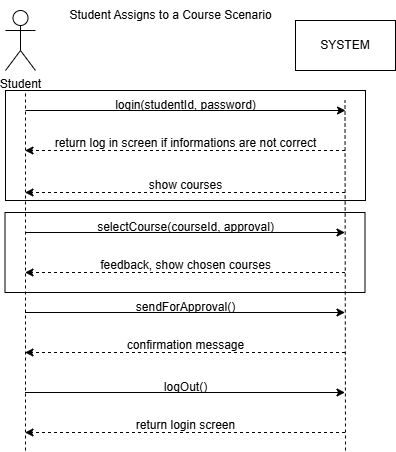 Student Assigns to a Course Scenario
SYSTEM
Student
login(studentId, password)
return log in screen if informations are not correct
show courses
selectCourse(courseId, approval)
feedback, show chosen courses
sendForApproval()
confirmation message
logOut()
return login screen